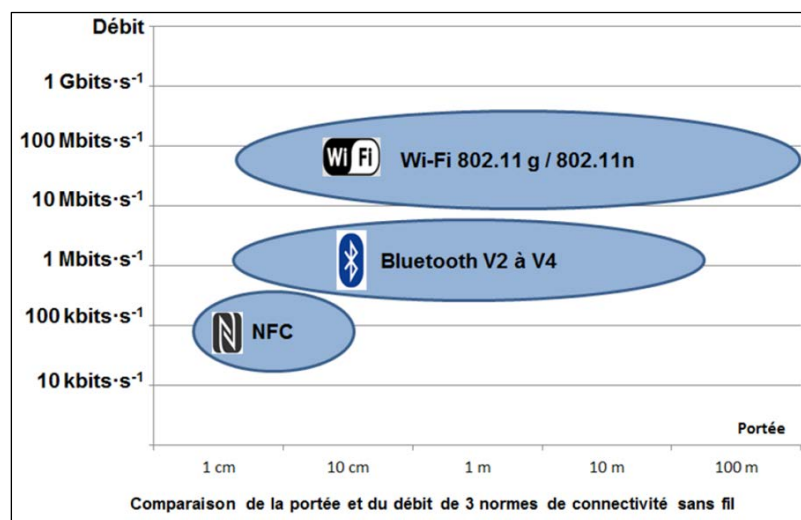 Débit
1 Gbits·s⁻¹
100 Mbits·s⁻¹
Wi Fi Wi-Fi 802.11 g / 802.11n
10 Mbits·s⁻¹
1 Mbits·s⁻¹
Bluetooth V2 à V4
100 kbits·s⁻¹
NFC
10 kbits·s⁻¹
Portée
1 cm 10 cm 1 m 10 m 100 m
Comparaison de la portée et du débit de 3 normes de connectivité sans fil